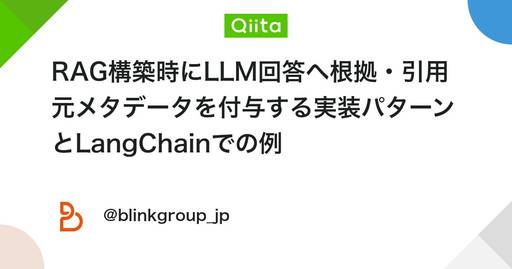 Qiita
RAG構築時にLLM回答へ根拠・引用
元メタデータを付与する実装パターン
とLangChainでの例
@blinkgroup_jp